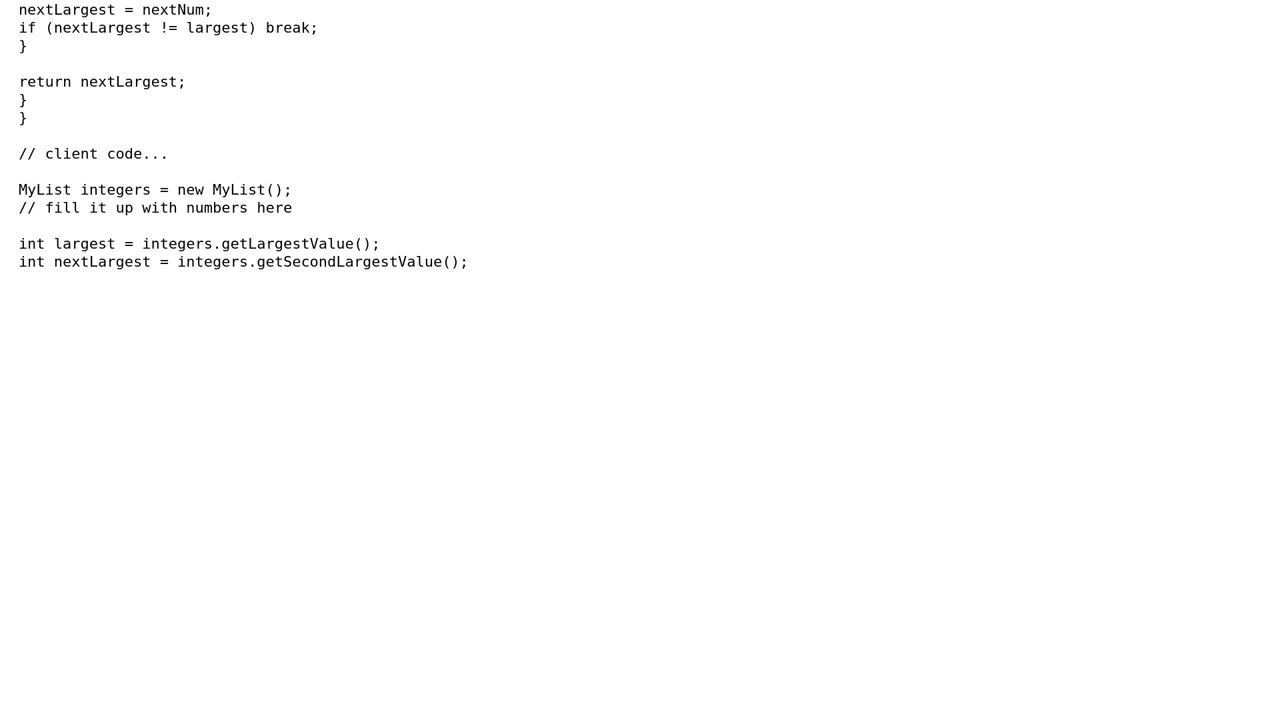 nextLargest = nextNum;
if (nextLargest != largest) break;
}

return nextLargest;
}
}

// client code...

MyList integers = new MyList();
// fill it up with numbers here

int largest = integers.getLargestValue();
int nextLargest = integers.getSecondLargestValue();